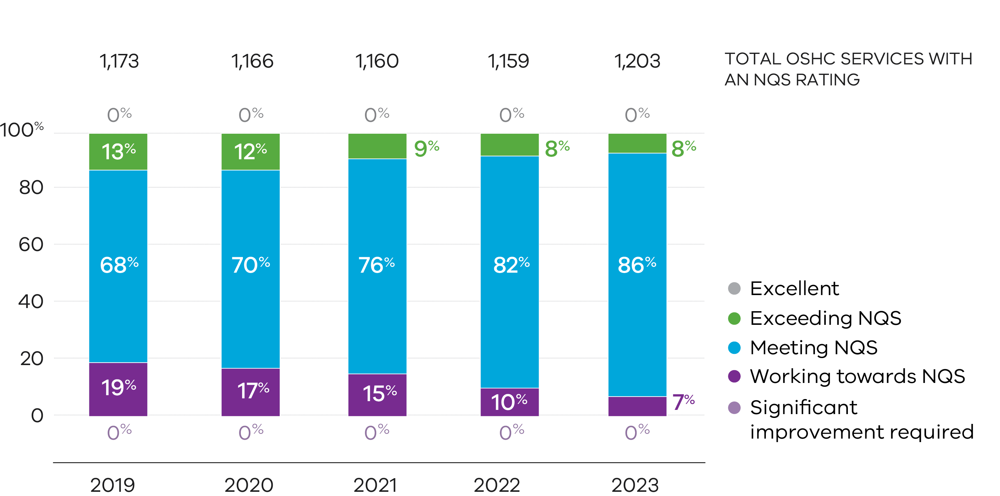 1,173 1,166 1,160 1,159 1,203 TOTAL OSHC SERVICES WITH
AN NQS RATING
0% 0% 0% 0% 0%
100%
13% 12% 9% 8% 8%
80
60
68% 70% 76% 82% 86%
40
20
19% 17% 15% 10% 7%
0
0% 0% 0% 0% 0%
2019 2020 2021 2022 2023
Excellent
Exceeding NQS
Meeting NQS
Working towards NQS
Significant
improvement required